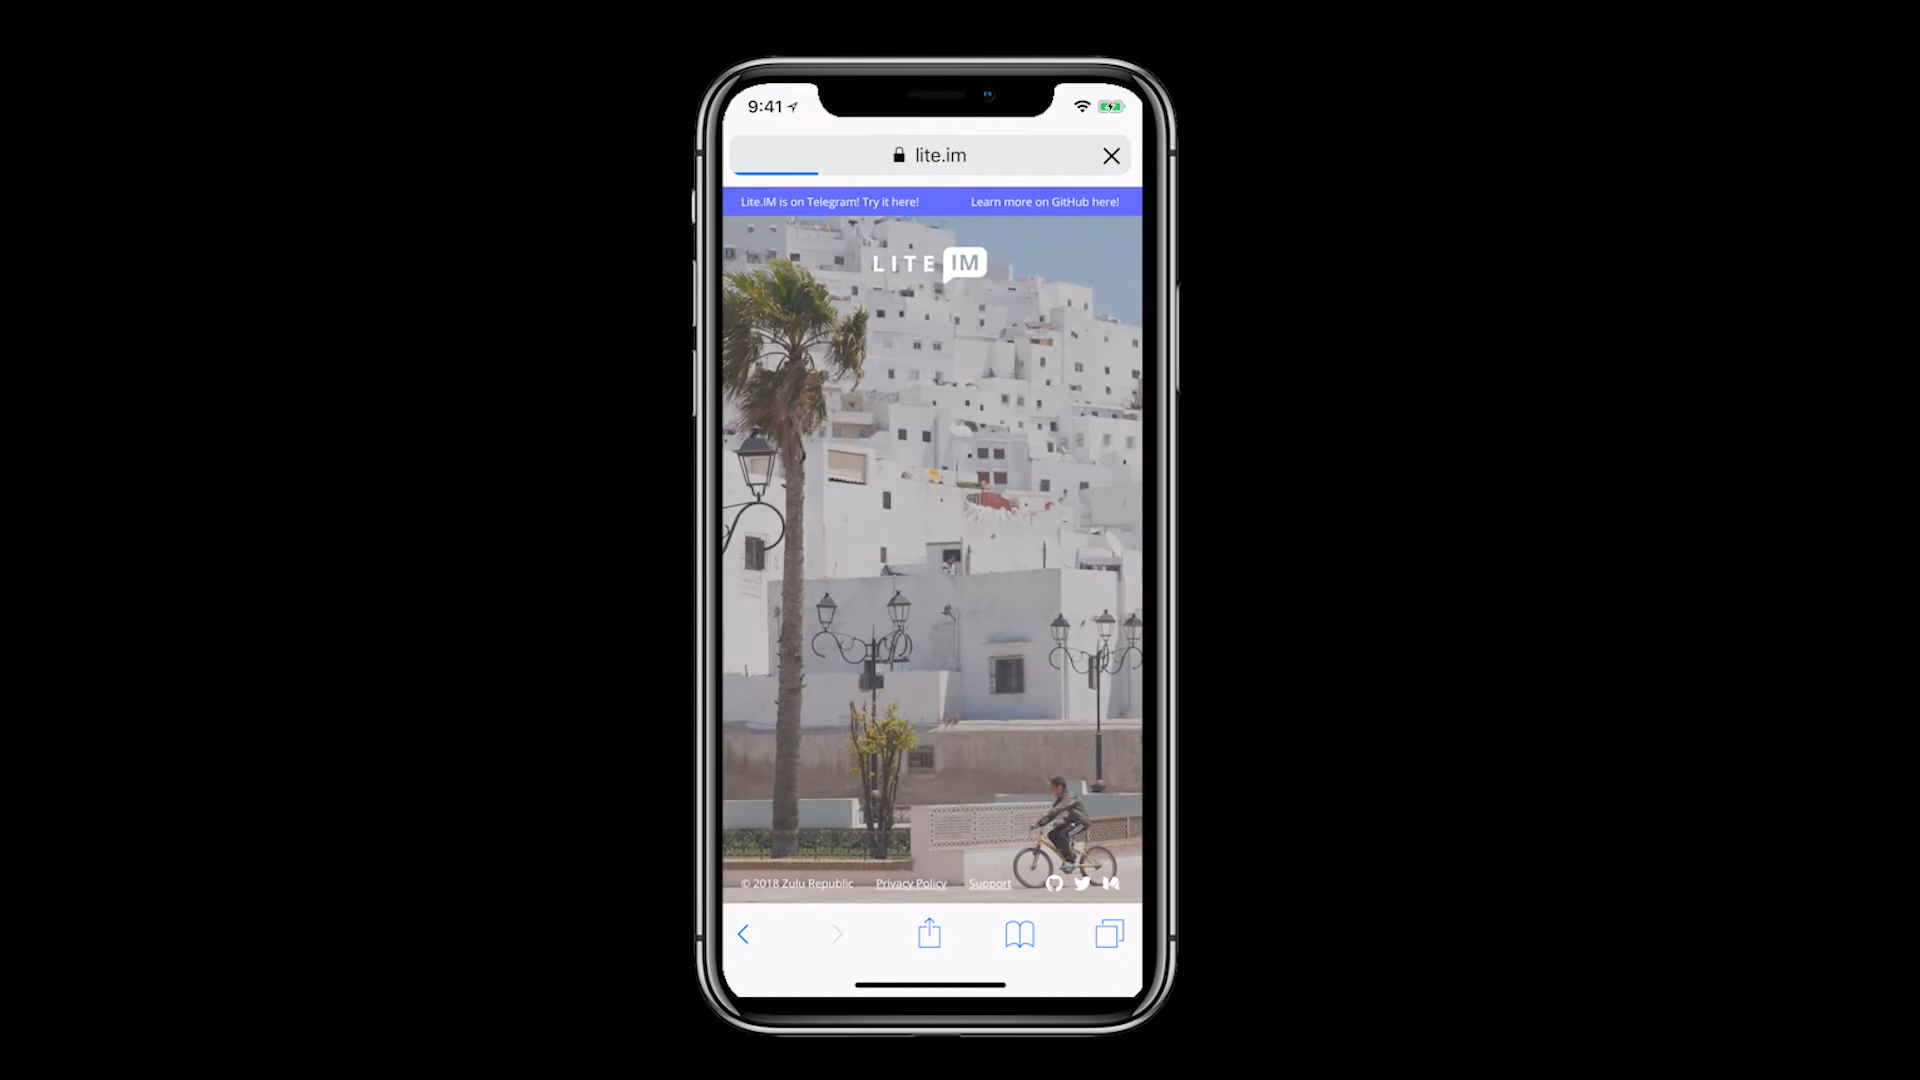 9:41
lite.im
Lite.IM is on Telegram! Try it here!
Learn more on GitHub here!
LITE IM
© 2018 Zulu Republic
Privacy Policy
Support